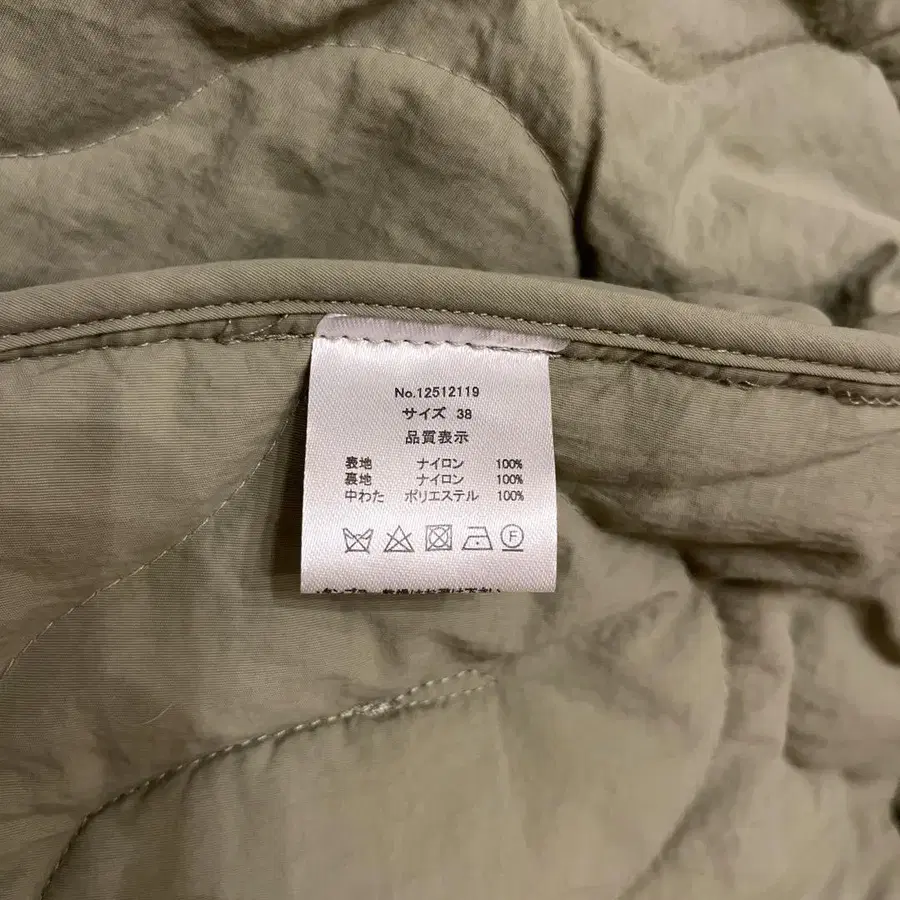 No.12512119
サイズ 38
品質表示
表地 ナイロン 100%
裏地 ナイロン 100%
中わた ポリエステル 100%
F